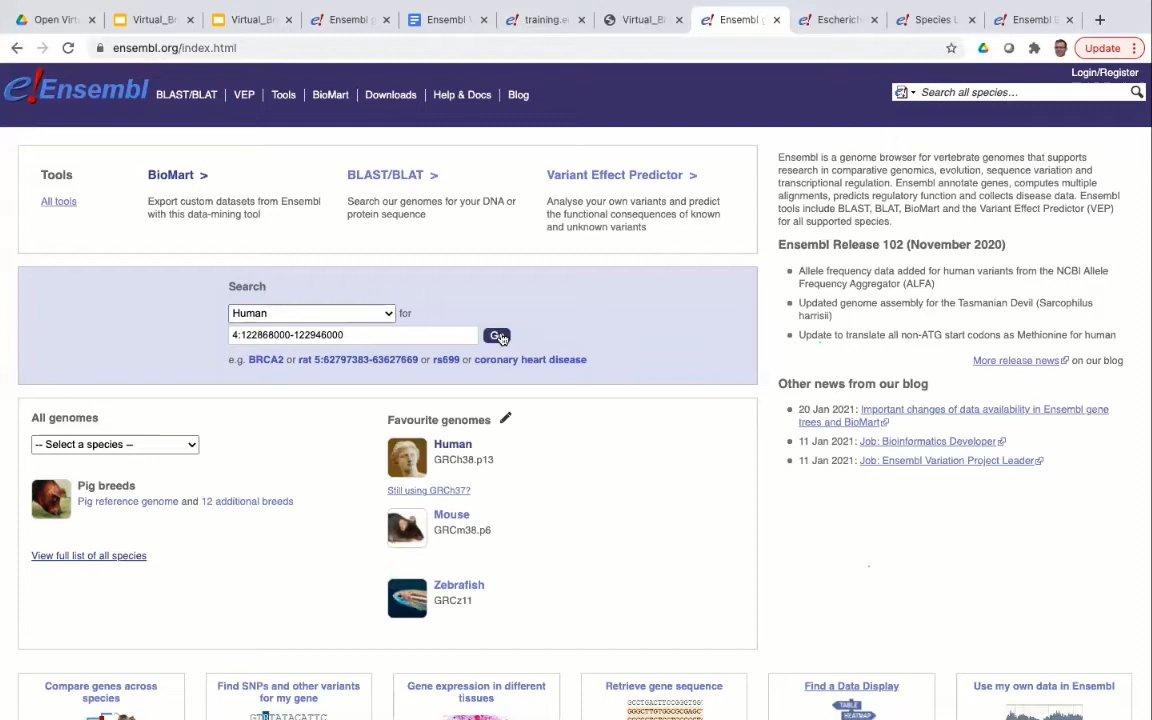 Open Virt
Virtual_Br
Virtual_Br
Ensembl g
Ensembl V
training.e
Virtual_Br
Ensembl g
Escherich
Species L
Ensembl B
ensembl.org/index.html
Update
Login/Register
e!Ensembl
BLAST/BLAT | VEP | Tools | BioMart | Downloads | Help & Docs | Blog
Search all species…
Tools
All tools
BioMart >
Export custom datasets from Ensembl
with this data-mining tool
BLAST/BLAT >
Search our genomes for your DNA or
protein sequence
Variant Effect Predictor >
Analyse your own variants and predict
the functional consequences of known
and unknown variants
Search
Human for
4:122868000-122946000
e.g. BRCA2 or rat 5:62797383-63627669 or rs699 or coronary heart disease
All genomes
-- Select a species --
Pig breeds
Pig reference genome and 12 additional breeds
View full list of all species
Favourite genomes
Human
GRCh38.p13
Still using GRCh37?
Mouse
GRCm38.p6
Zebrafish
GRCz11
Ensembl is a genome browser for vertebrate genomes that supports
research in comparative genomics, evolution, sequence variation and
transcriptional regulation. Ensembl annotate genes, computes multiple
alignments, predicts regulatory function and collects disease data. Ensembl
tools include BLAST, BLAT, BioMart and the Variant Effect Predictor (VEP)
for all supported species.
Ensembl Release 102 (November 2020)
Allele frequency data added for human variants from the NCBI Allele
Frequency Aggregator (ALFA)
Updated genome assembly for the Tasmanian Devil (Sarcophilus
harrisii)
Update to translate all non-ATG start codons as Methionine for human
More release news on our blog
Other news from our blog
20 Jan 2021: Important changes of data availability in Ensembl gene
trees and BioMart
11 Jan 2021: Job: Bioinformatics Developer
11 Jan 2021: Job: Ensembl Variation Project Leader
Compare genes across
species
Find SNPs and other variants
for my gene
Gene expression in different
tissues
Retrieve gene sequence
Find a Data Display
TABLE
HEATMAP
Use my own data in Ensembl